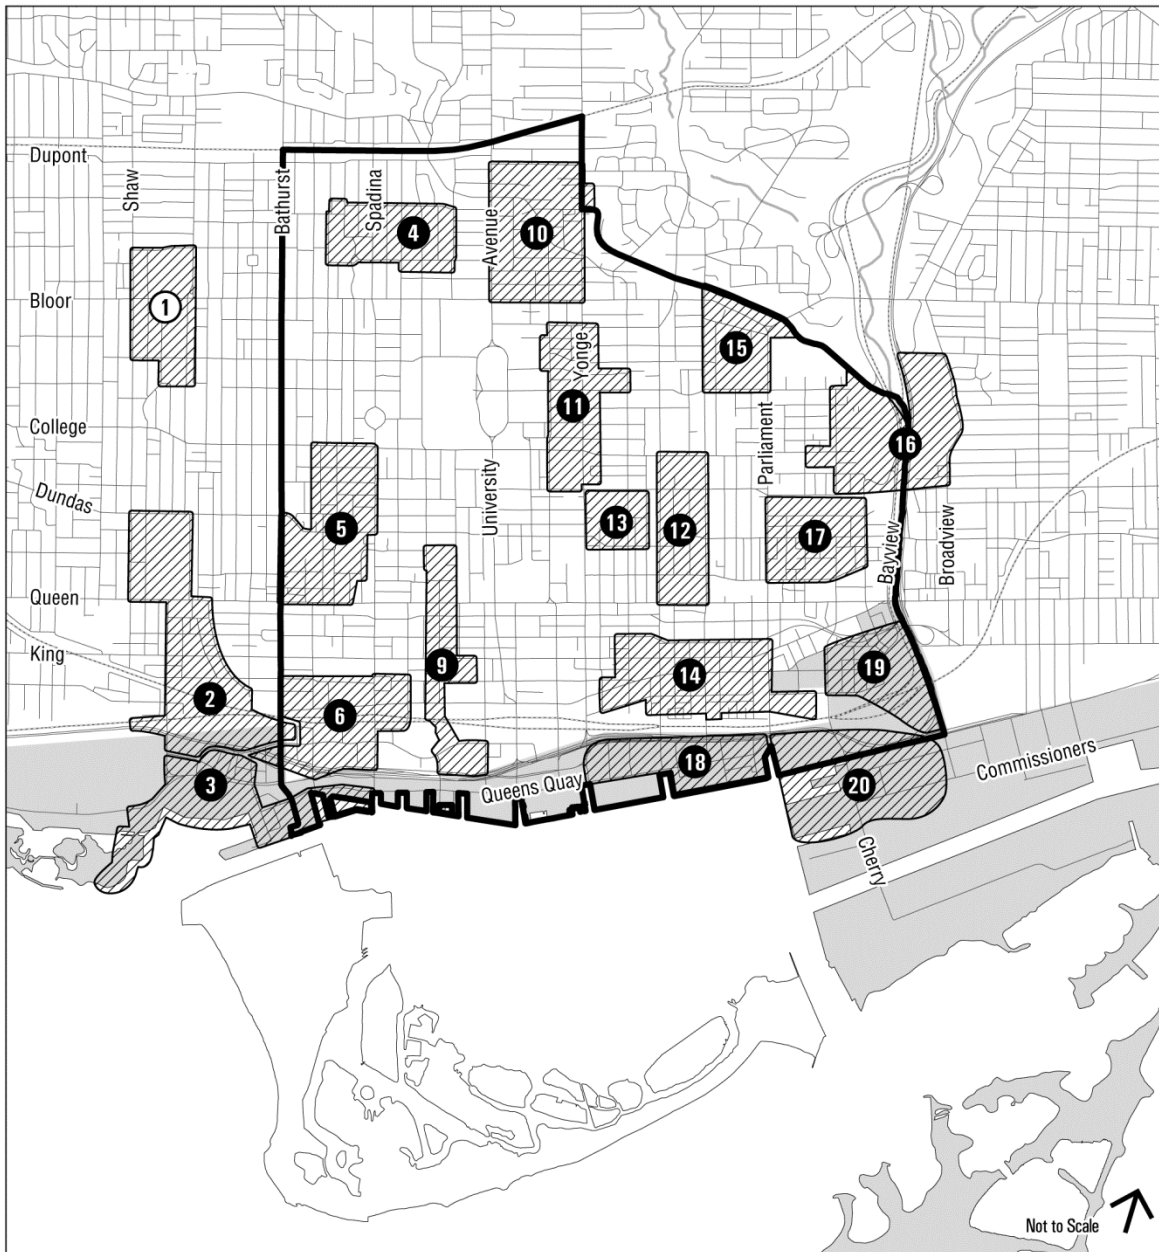 Dupont
Shaw
Bathurst
Spadina
4
Avenue
10
Bloor
1
15
Yonge
11
College
Parliament
16
Dundas
5
University
13
12
17
Bayview
Broadview
Queen
King
9
14
19
2
6
3
18
Queens Quay
20
Commissioners
Cherry
Not to Scale